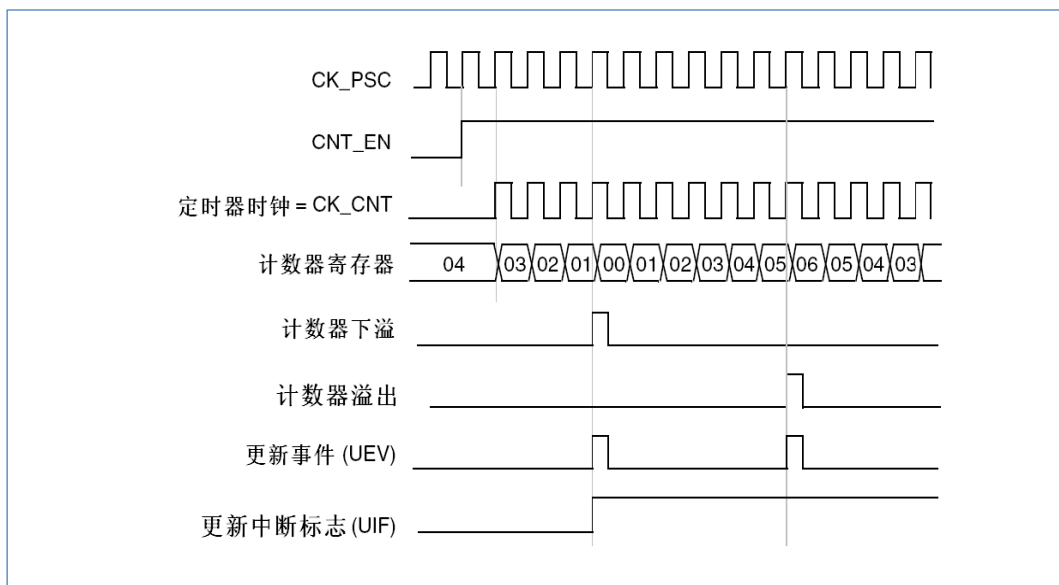 CK_PSC
CNT_EN
定时器时钟 = CK_CNT
计数器寄存器 04 03 02 01 00 01 02 03 04 05 06 05 04 03
计数器下溢
计数器溢出
更新事件 (UEV)
更新中断标志 (UIF)